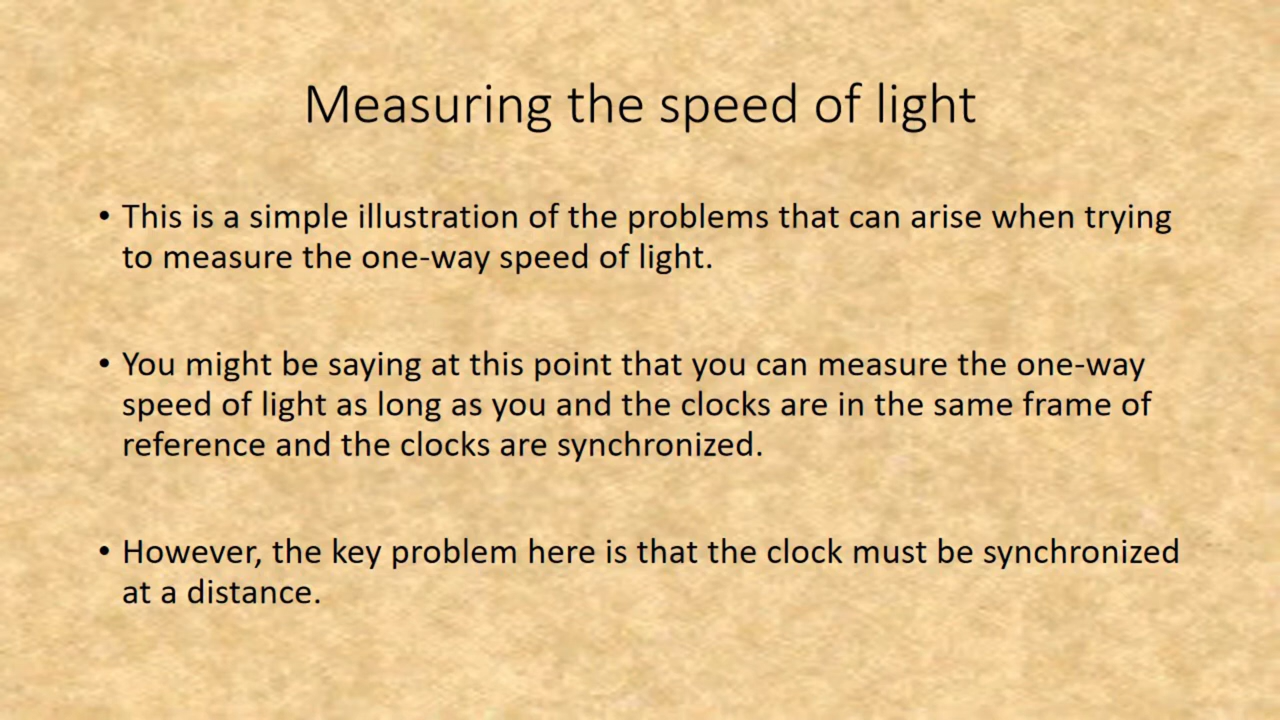 Measuring the speed of light
• This is a simple illustration of the problems that can arise when trying
to measure the one-way speed of light.
• You might be saying at this point that you can measure the one-way
speed of light as long as you and the clocks are in the same frame of
reference and the clocks are synchronized.
• However, the key problem here is that the clock must be synchronized
at a distance.